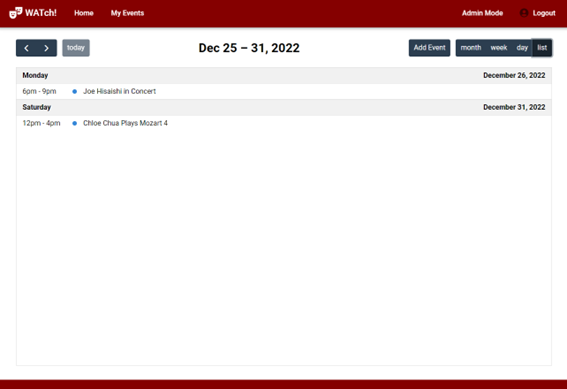 WATch! Home My Events Admin Mode Logout
today Dec 25 – 31, 2022 Add Event month week day list
Monday December 26, 2022
6pm - 9pm Joe Hisaishi in Concert
Saturday December 31, 2022
12pm - 4pm Chloe Chua Plays Mozart 4